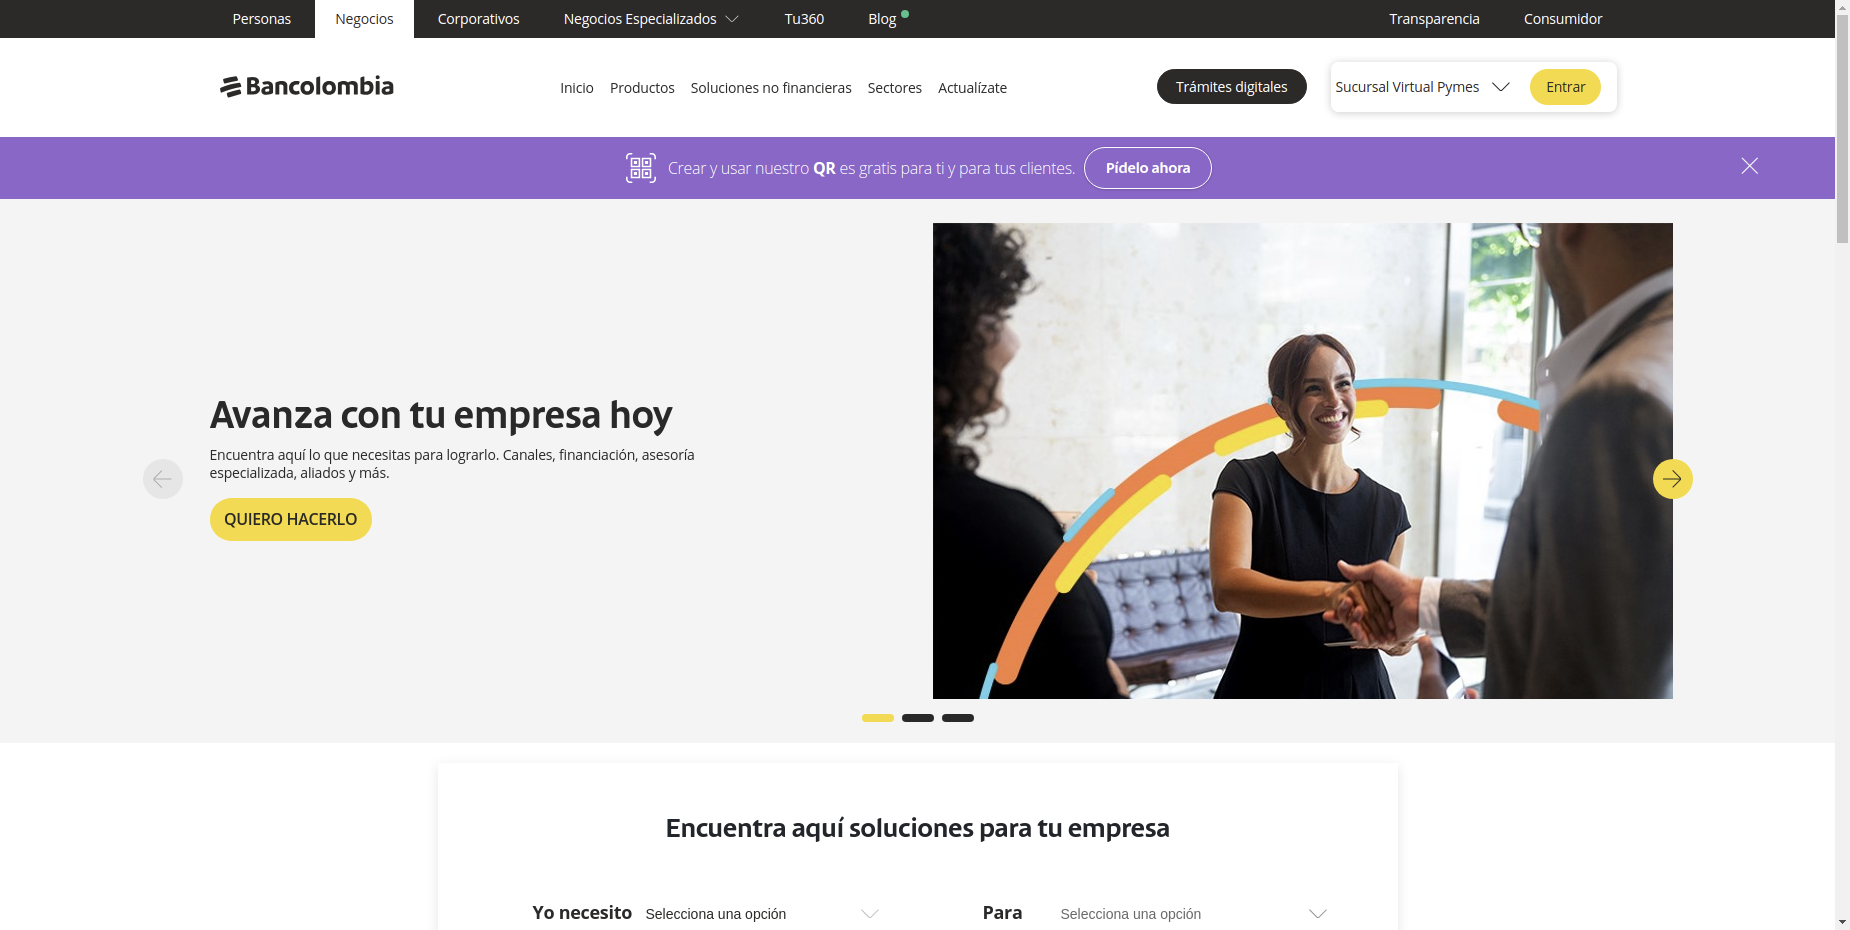 Personas Negocios Corporativos Negocios Especializados Tu360 Blog Transparencia Consumidor
Bancolombia Inicio Productos Soluciones no financieras Sectores Actualízate Trámites digitales Sucursal Virtual Pymes Entrar
Crear y usar nuestro QR es gratis para ti y para tus clientes. Pídelo ahora
Avanza con tu empresa hoy
Encuentra aquí lo que necesitas para lograrlo. Canales, financiación, asesoría
especializada, aliados y más.
QUIERO HACERLO
Encuentra aquí soluciones para tu empresa
Yo necesito Selecciona una opción Para Selecciona una opción